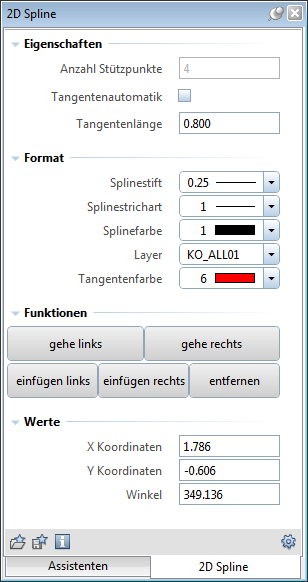 2D Spline
Eigenschaften
Anzahl Stützpunkte 4
Tangentenautomatik
Tangentenlänge 0.800
Format
Splinestift 0.25
Splinestrichart 1
Splinefarbe 1
Layer KO_ALL01
Tangentenfarbe 6
Funktionen
gehe links gehe rechts
einfügen links einfügen rechts entfernen
Werte
X Koordinaten 1.786
Y Koordinaten -0.606
Winkel 349.136
Assistenten 2D Spline